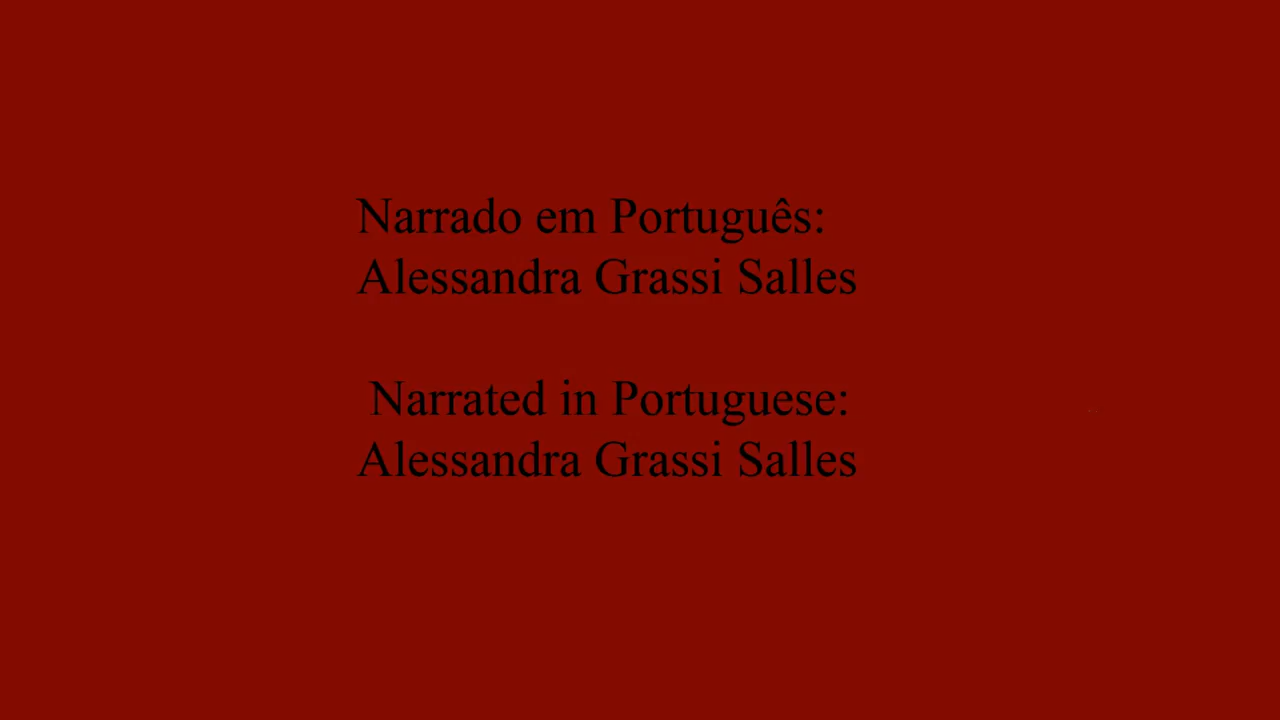 Narrado em Português:
Alessandra Grassi Salles
Narrated in Portuguese:
Alessandra Grassi Salles